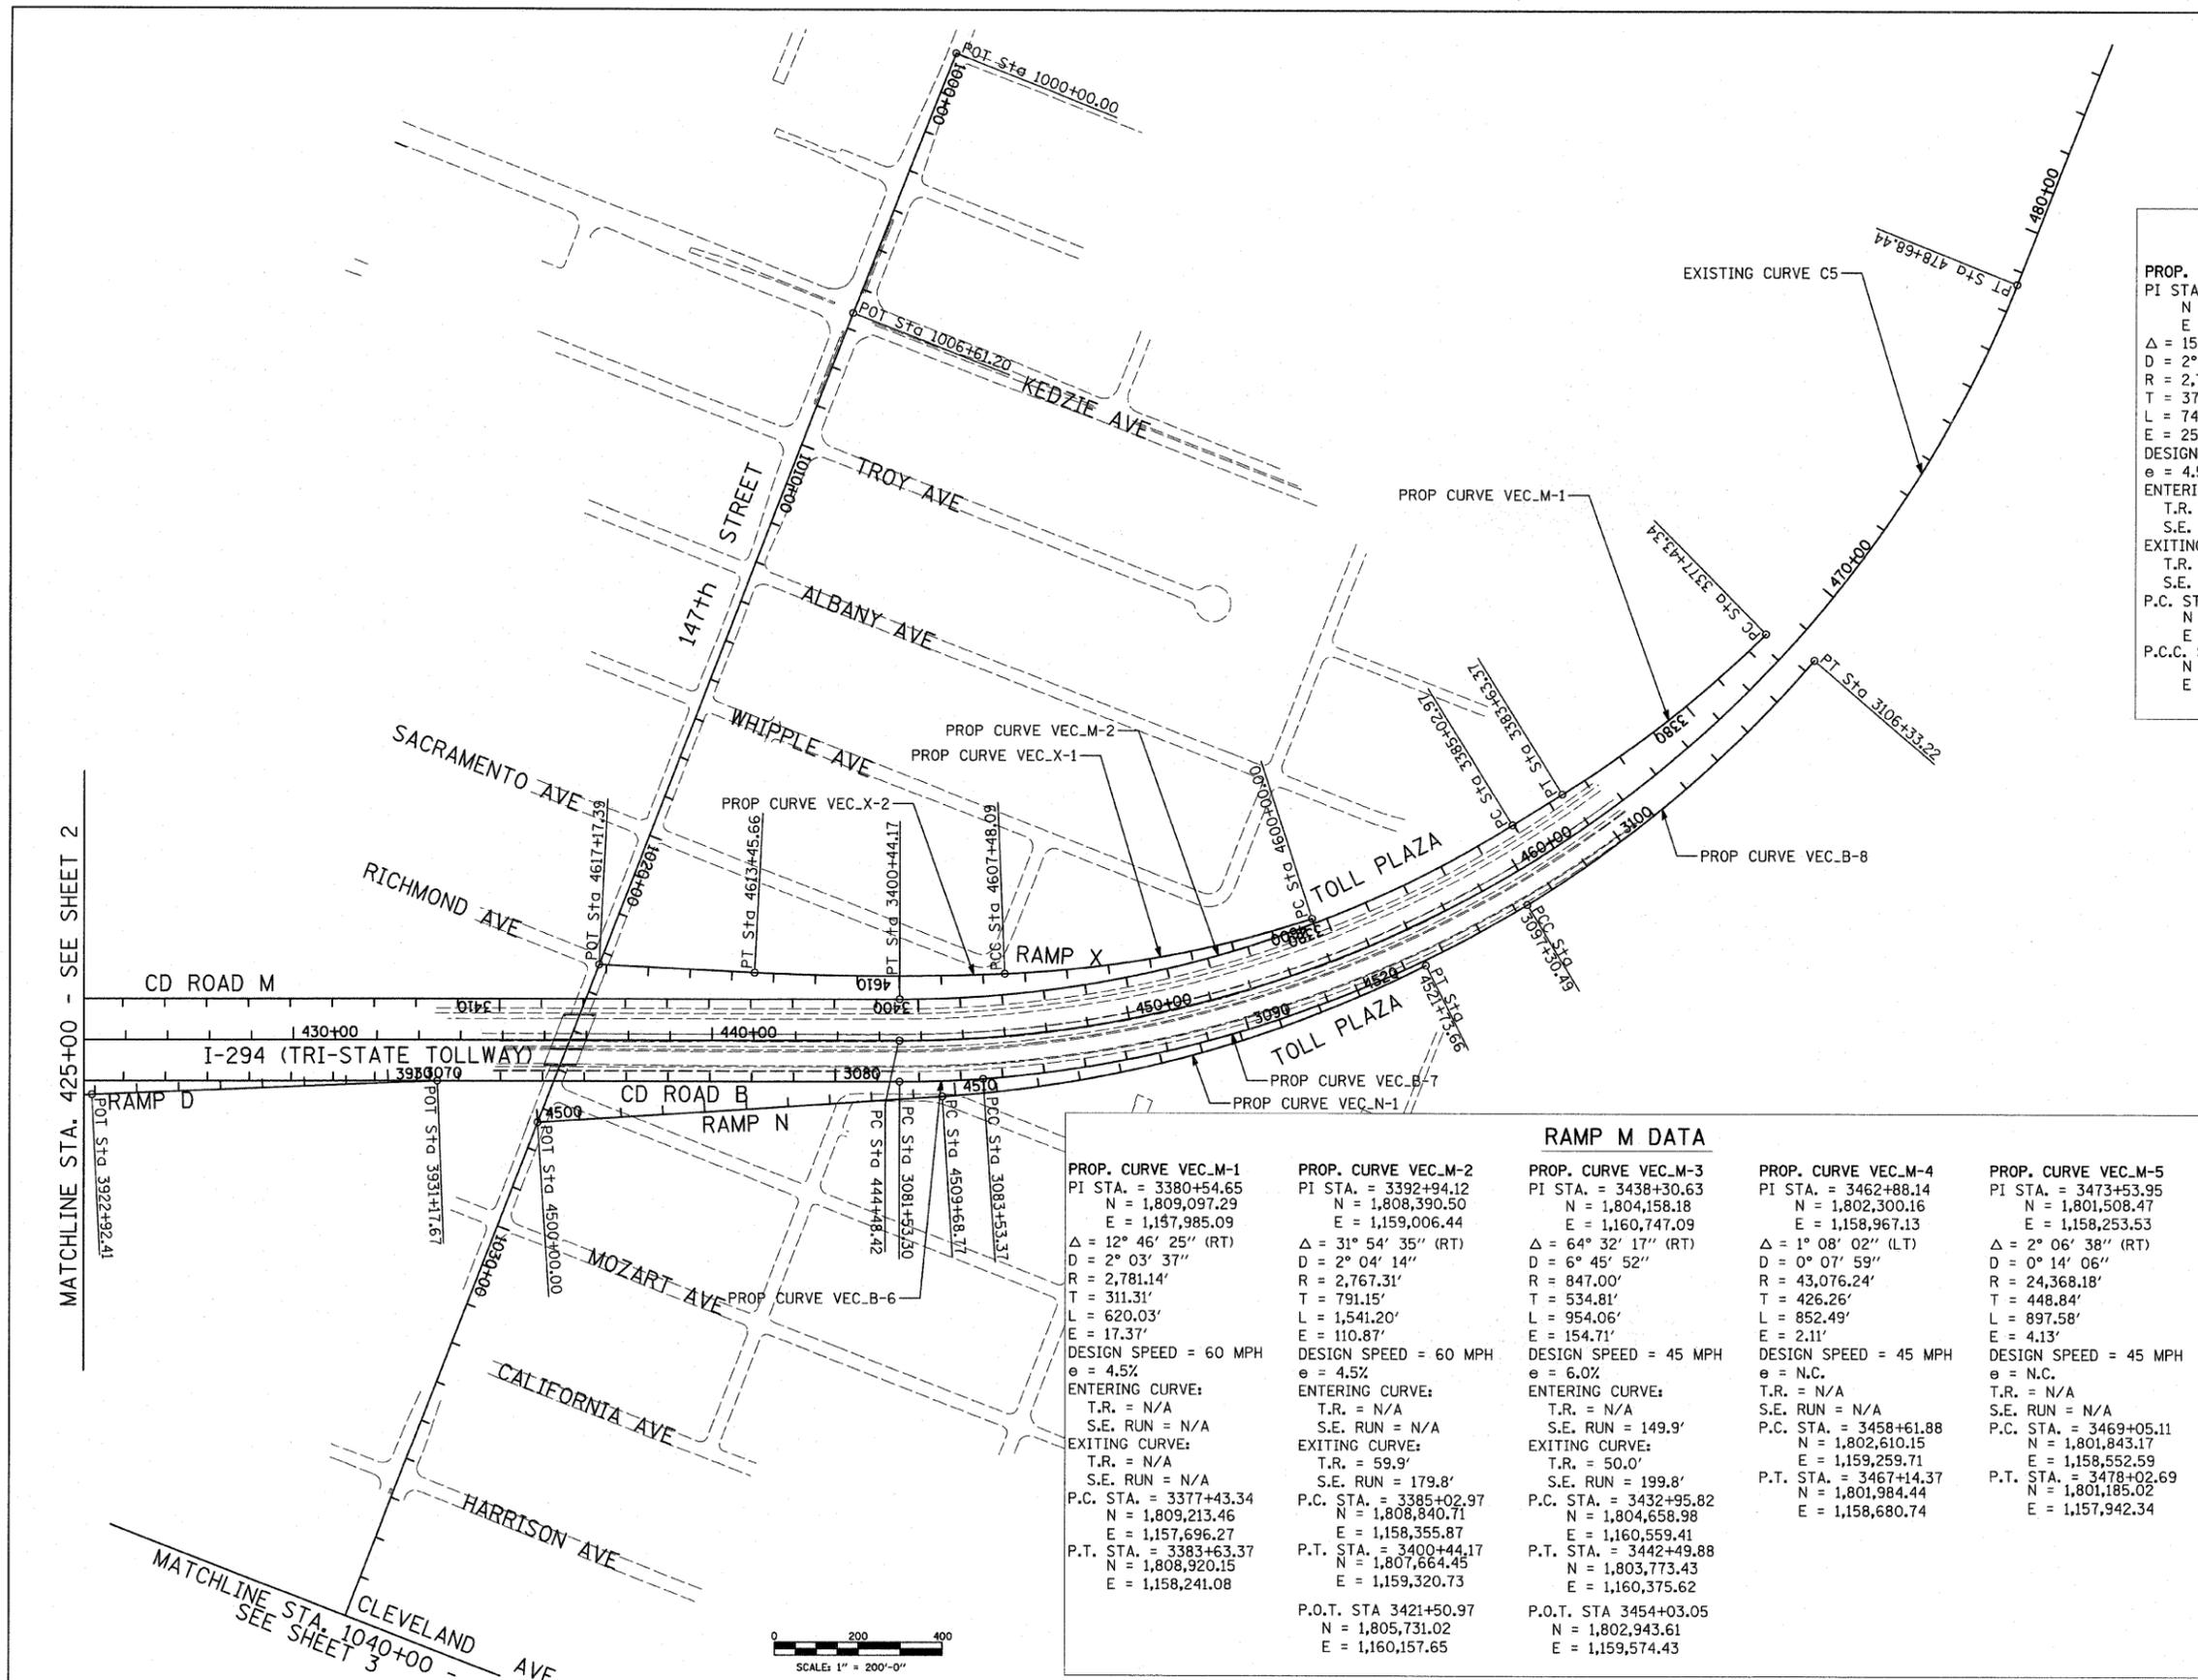 POT Sta 1000+00.00
1000+00
480+00
PT Sta 478+68.44
EXISTING CURVE C5
POT Sta 1006+61.20
KEDZIE AVE
1010+00
TROY AVE
147th STREET
ALBANY AVE
PROP CURVE VEC_M-1
470+00
PC Sta 3377+43.34
PT Sta 3106+33.22
WHIPPLE AVE
SACRAMENTO AVE
PROP CURVE VEC_M-2
PROP CURVE VEC_X-1
PROP CURVE VEC_X-2
PT Sta 3383+63.37
PC Sta 3385+02.97
3380
PC Sta 4600+00.00
TOLL PLAZA
460+00
3100
PROP CURVE VEC_B-8
RICHMOND AVE
1020+00
POT Sta 4617+17.39
PT Sta 4613+45.66
PT Sta 3400+44.17
PCC Sta 4607+48.09
RAMP X
4600
3390
PCC Sta 3097+30.49
MATCHLINE STA. 425+00 - SEE SHEET 2
CD ROAD M
3410
4610
3400
450+00
4520
3090
TOLL PLAZA
PT Sta 4521+73.66
430+00
440+00
I-294 (TRI-STATE TOLLWAY)
3930
3070
3080
4510
CD ROAD B
PROP CURVE VEC_B-7
PROP CURVE VEC_N-1
RAMP D
4500
RAMP N
POT Sta 3922+92.41
POT Sta 3931+17.67
POT Sta 4500+00.00
PC Sta 444+48.42
PC Sta 3081+53.30
PC Sta 4509+68.77
PCC Sta 3083+53.37
1030+00
MOZART AVE
PROP CURVE VEC_B-6
CALIFORNIA AVE
HARRISON AVE
CLEVELAND AVE
MATCHLINE STA. 1040+00 -
SEE SHEET 3
0 200 400
SCALE: 1" = 200'-0"
PROP.
PI STA
N
E
Δ = 15
D = 2°
R = 2,
T = 37
L = 74
E = 25
DESIGN
e = 4.
ENTERI
T.R.
S.E.
EXITING
T.R.
S.E.
P.C. ST
N
E
P.C.C.
N
E
RAMP M DATA
PROP. CURVE VEC_M-1
PI STA. = 3380+54.65
N = 1,809,097.29
E = 1,157,985.09
Δ = 12° 46' 25" (RT)
D = 2° 03' 37"
R = 2,781.14'
T = 311.31'
L = 620.03'
E = 17.37'
DESIGN SPEED = 60 MPH
e = 4.5%
ENTERING CURVE:
T.R. = N/A
S.E. RUN = N/A
EXITING CURVE:
T.R. = N/A
S.E. RUN = N/A
P.C. STA. = 3377+43.34
N = 1,809,213.46
E = 1,157,696.27
P.T. STA. = 3383+63.37
N = 1,808,920.15
E = 1,158,241.08
PROP. CURVE VEC_M-2
PI STA. = 3392+94.12
N = 1,808,390.50
E = 1,159,006.44
Δ = 31° 54' 35" (RT)
D = 2° 04' 14"
R = 2,767.31'
T = 791.15'
L = 1,541.20'
E = 110.87'
DESIGN SPEED = 60 MPH
e = 4.5%
ENTERING CURVE:
T.R. = N/A
S.E. RUN = N/A
EXITING CURVE:
T.R. = 59.9'
S.E. RUN = 179.8'
P.C. STA. = 3385+02.97
N = 1,808,840.71
E = 1,158,355.87
P.T. STA. = 3400+44.17
N = 1,807,664.45
E = 1,159,320.73
P.O.T. STA 3421+50.97
N = 1,805,731.02
E = 1,160,157.65
PROP. CURVE VEC_M-3
PI STA. = 3438+30.63
N = 1,804,158.18
E = 1,160,747.09
Δ = 64° 32' 17" (RT)
D = 6° 45' 52"
R = 847.00'
T = 534.81'
L = 954.06'
E = 154.71'
DESIGN SPEED = 45 MPH
e = 6.0%
ENTERING CURVE:
T.R. = N/A
S.E. RUN = 149.9'
EXITING CURVE:
T.R. = 50.0'
S.E. RUN = 199.8'
P.C. STA. = 3432+95.82
N = 1,804,658.98
E = 1,160,559.41
P.T. STA. = 3442+49.88
N = 1,803,773.43
E = 1,160,375.62
P.O.T. STA 3454+03.05
N = 1,802,943.61
E = 1,159,574.43
PROP. CURVE VEC_M-4
PI STA. = 3462+88.14
N = 1,802,300.16
E = 1,158,967.13
Δ = 1° 08' 02" (LT)
D = 0° 07' 59"
R = 43,076.24'
T = 426.26'
L = 852.49'
E = 2.11'
DESIGN SPEED = 45 MPH
e = N.C.
T.R. = N/A
S.E. RUN = N/A
P.C. STA. = 3458+61.88
N = 1,802,610.15
E = 1,159,259.71
P.T. STA. = 3467+14.37
N = 1,801,984.44
E = 1,158,680.74
PROP. CURVE VEC_M-5
PI STA. = 3473+53.95
N = 1,801,508.47
E = 1,158,253.53
Δ = 2° 06' 38" (RT)
D = 0° 14' 06"
R = 24,368.18'
T = 448.84'
L = 897.58'
E = 4.13'
DESIGN SPEED = 45 MPH
e = N.C.
T.R. = N/A
S.E. RUN = N/A
P.C. STA. = 3469+05.11
N = 1,801,843.17
E = 1,158,552.59
P.T. STA. = 3478+02.69
N = 1,801,185.02
E = 1,157,942.34